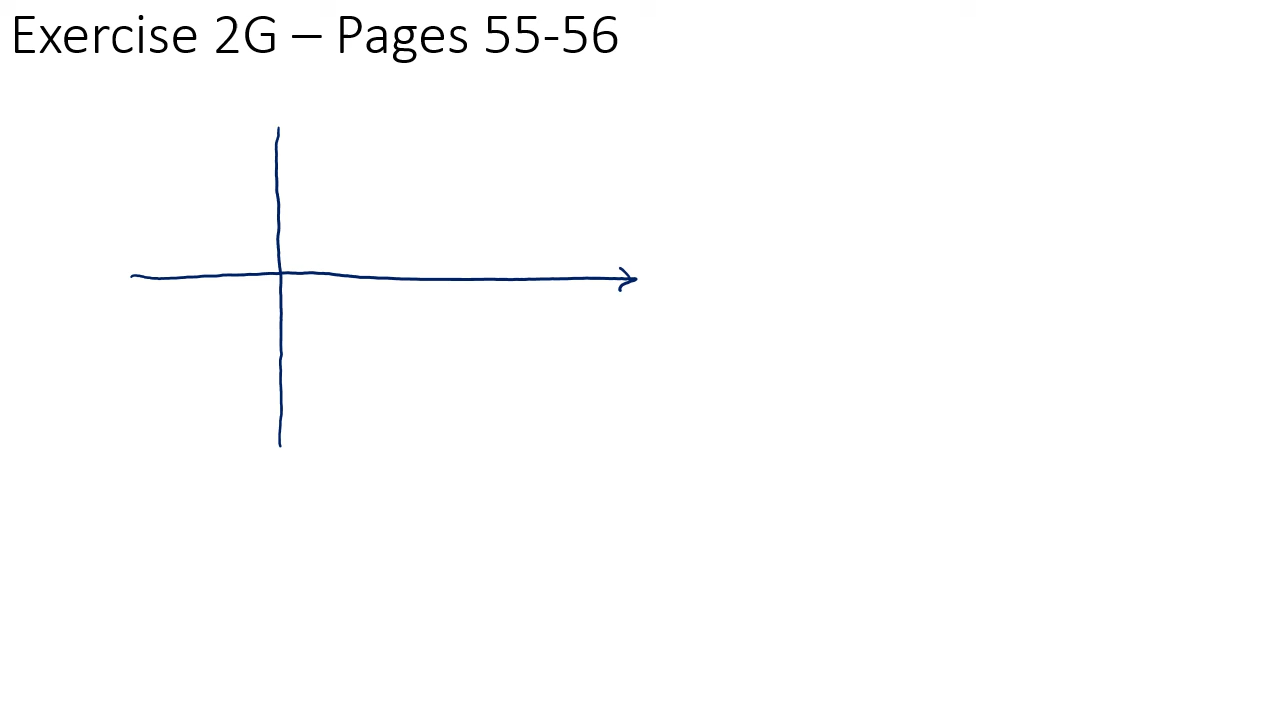 Exercise 2G – Pages 55-56